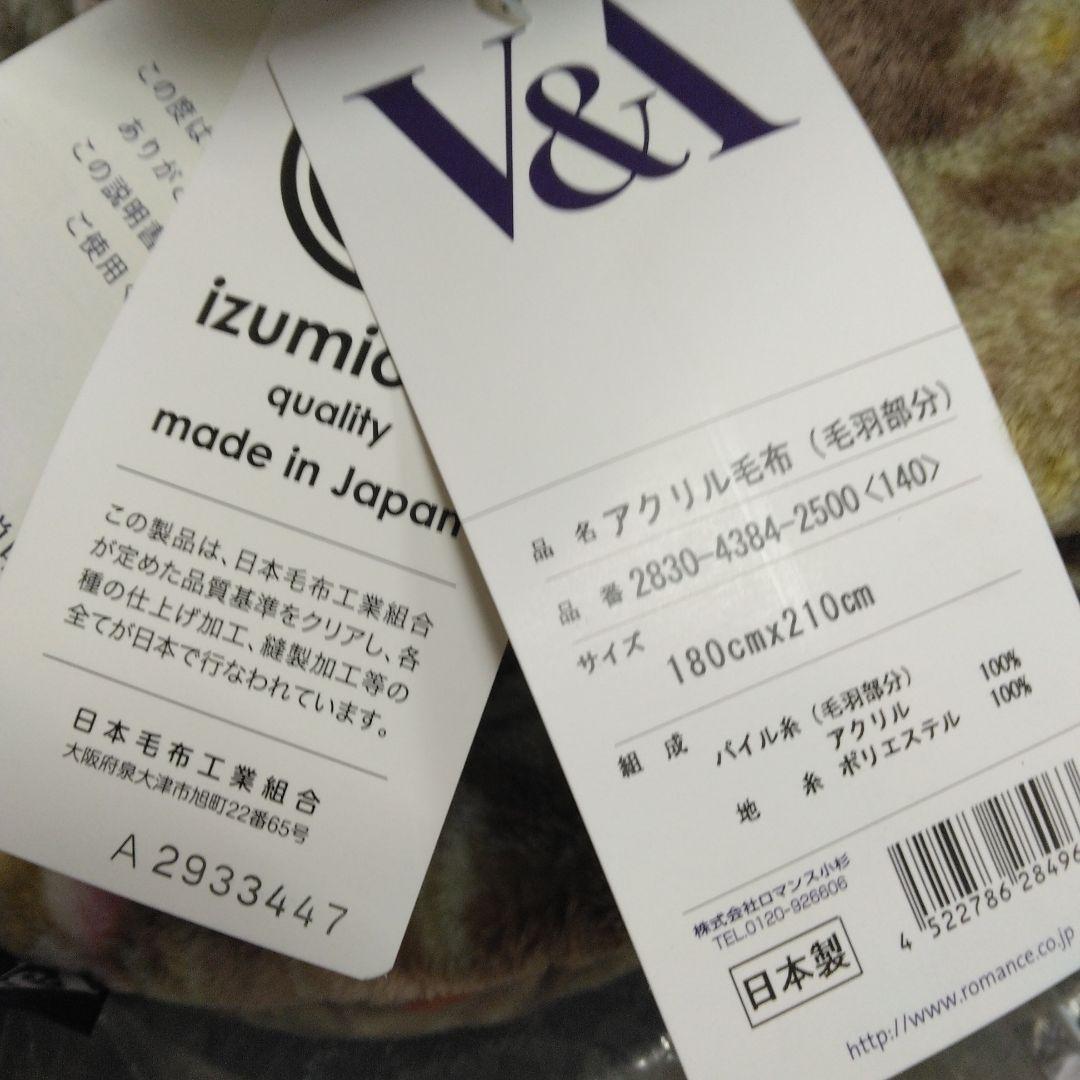 この度は
ありがと
この説明書
ご使用
izumio
quality
made in Japan
この製品は、日本毛布工業組合
が定めた品質基準をクリアし、各
種の仕上げ加工、縫製加工等の
全てが日本で行なわれています。
日本毛布工業組合
大阪府泉大津市旭町22番65号
A 2933447
V&A
品名 アクリル毛布（毛羽部分）
品番 2830-4384-2500<140>
サイズ 180cmx210cm
組成 パイル糸（毛羽部分）
アクリル 100%
地糸 ポリエステル 100%
4 522786 28496
株式会社ロマンス小杉
TEL.0120-926606
日本製
http://www.romance.co.jp